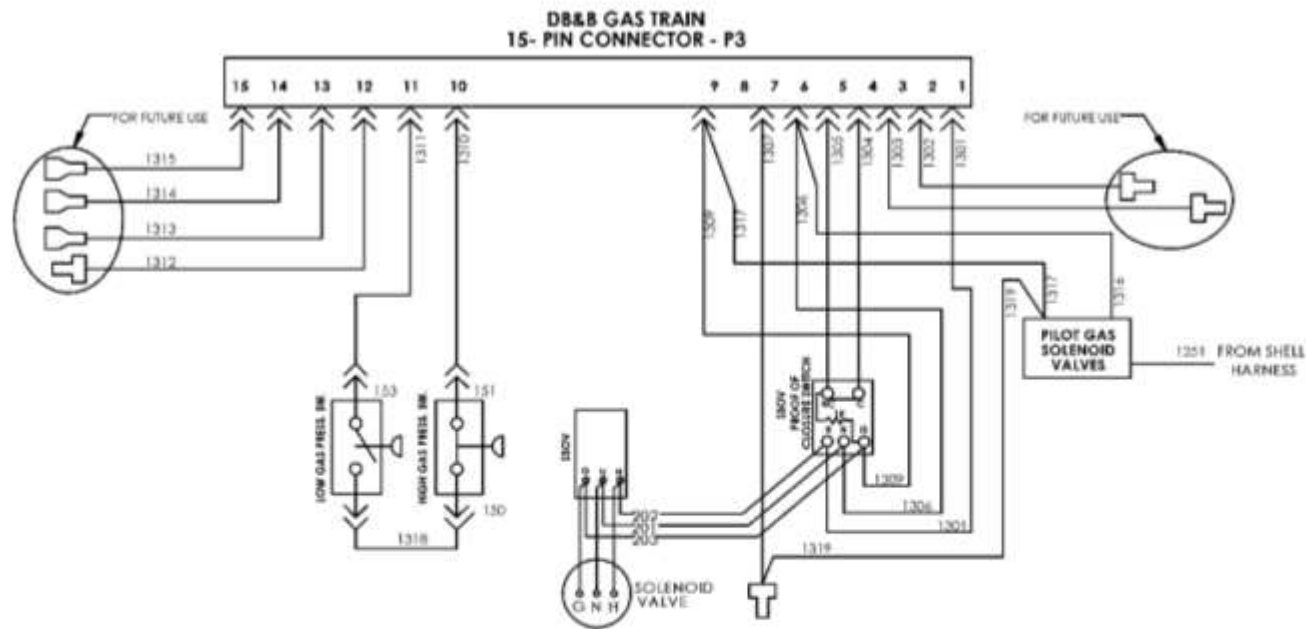 DB&B GAS TRAIN
15- PIN CONNECTOR - P3
15 14 13 12 11 10 9 8 7 6 5 4 3 2 1
FOR FUTURE USE
FOR FUTURE USE
1315
1314
1313
1312
1311
1310
1309
1317
1307
1306
1305
1304
1303
1302
1301
1319
1317
1316
PILOT GAS
SOLENOID
VALVES
1251 FROM SHELL
HARNESS
153
151
LOW GAS PRESS. SW.
HIGH GAS PRESS. SW.
150
1318
SBOV
SBOV
PROOF OF
CLOSURE SWITCH
1309
1306
1301
202
201
203
1319
G N H
SOLENOID
VALVE